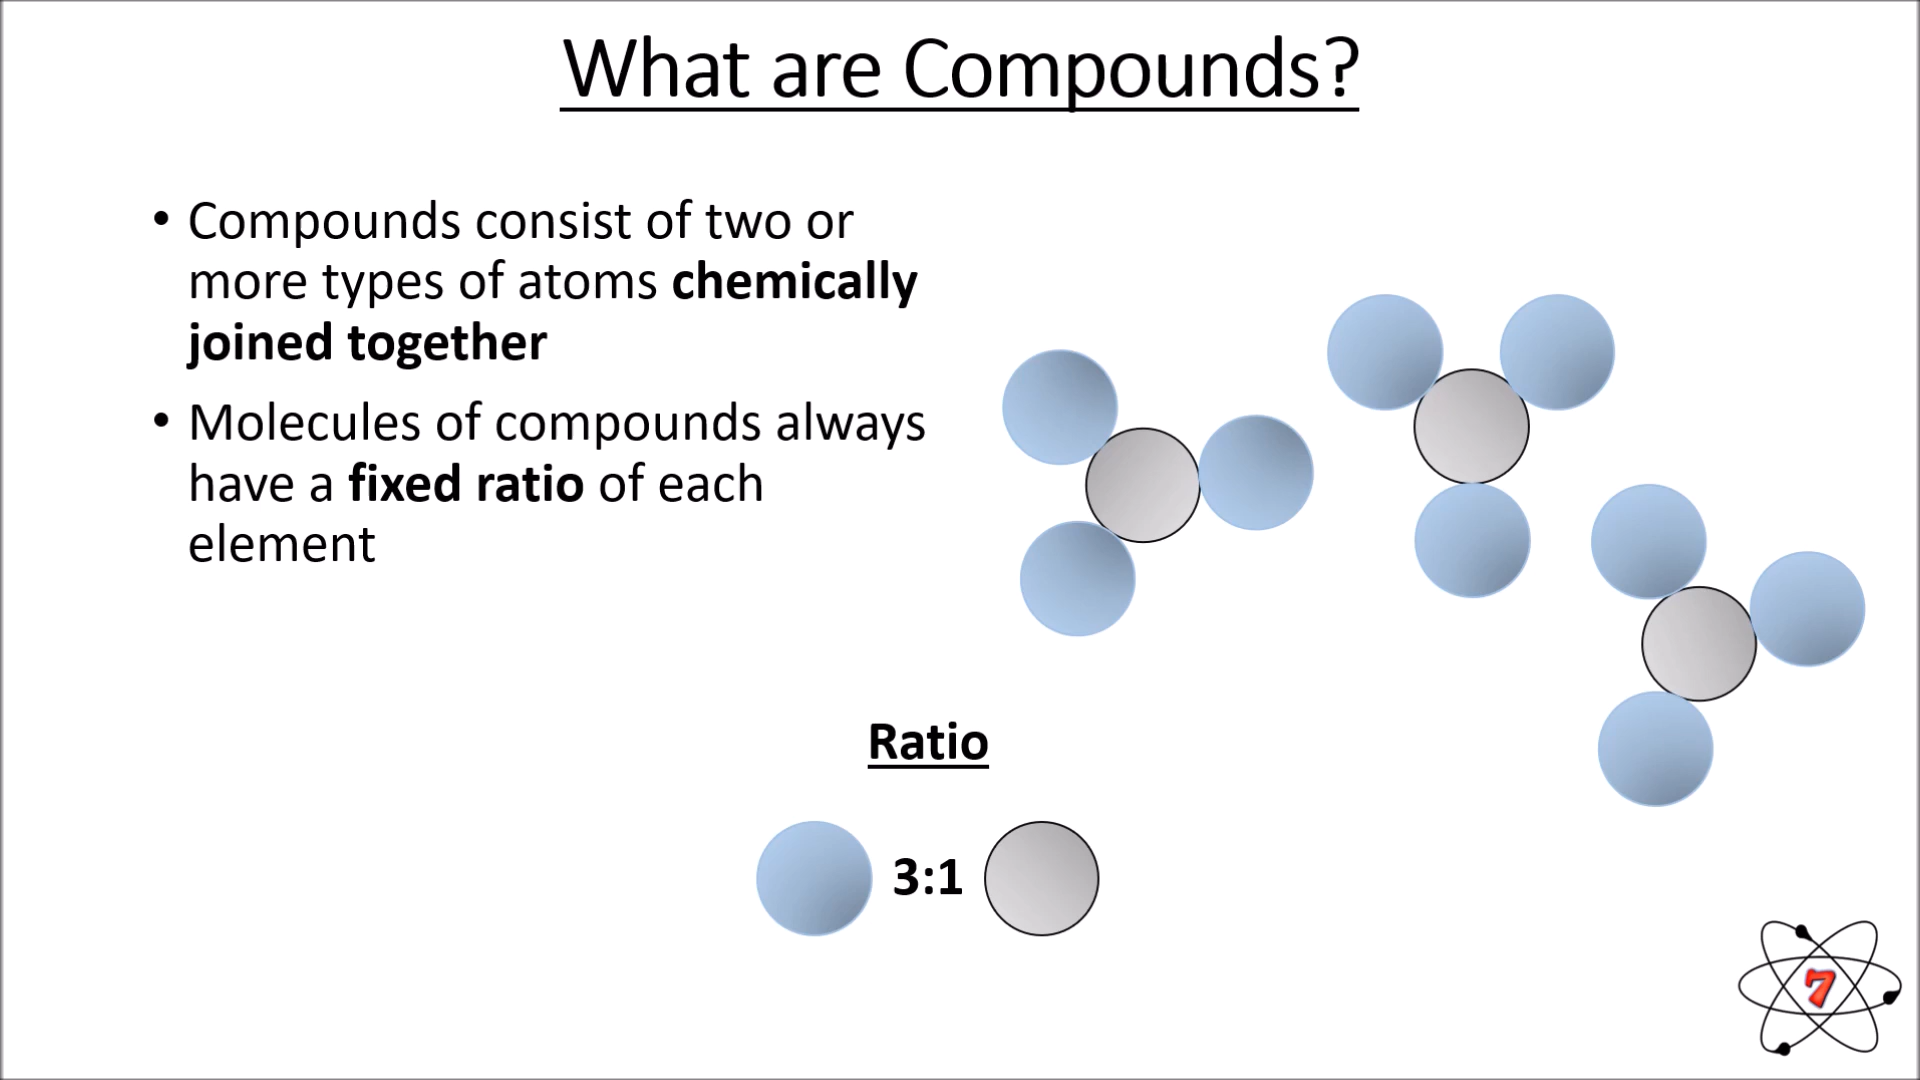 What are Compounds?
• Compounds consist of two or
more types of atoms chemically
joined together
• Molecules of compounds always
have a fixed ratio of each
element
Ratio
3:1
7